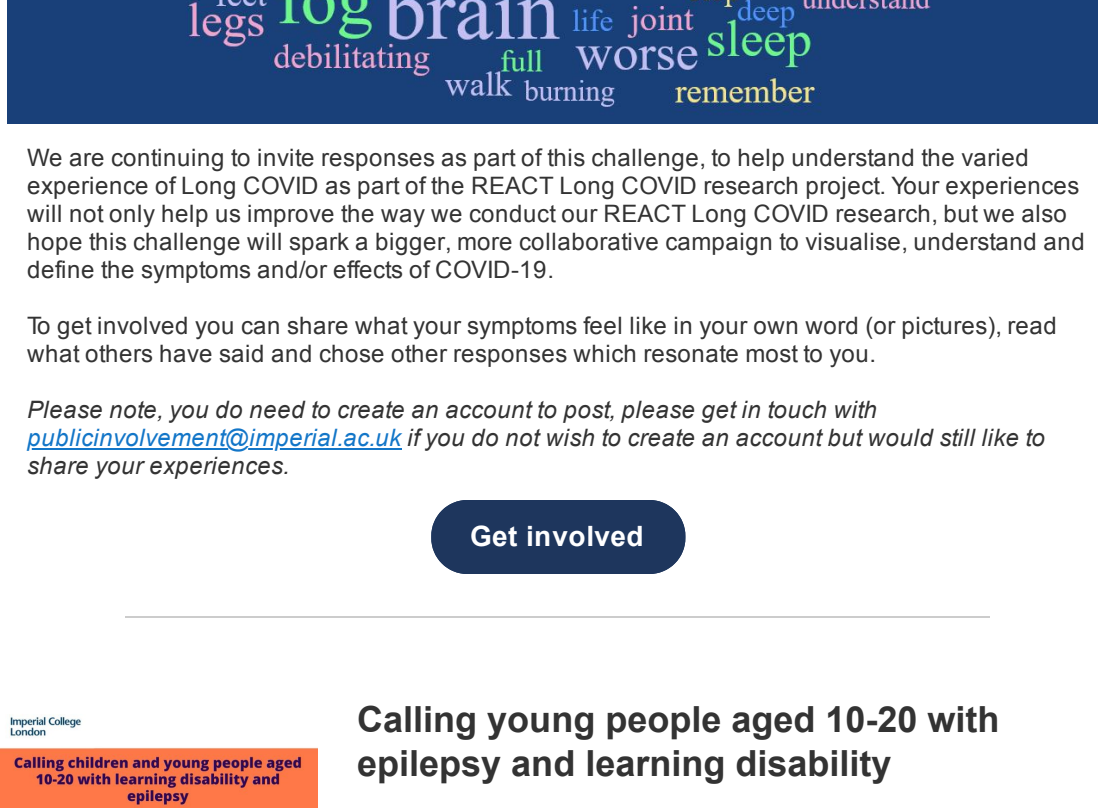 feet
understand
legs fog brain life joint deep
debilitating full worse sleep
walk burning remember
We are continuing to invite responses as part of this challenge, to help understand the varied
experience of Long COVID as part of the REACT Long COVID research project. Your experiences
will not only help us improve the way we conduct our REACT Long COVID research, but we also
hope this challenge will spark a bigger, more collaborative campaign to visualise, understand and
define the symptoms and/or effects of COVID-19.
To get involved you can share what your symptoms feel like in your own word (or pictures), read
what others have said and chose other responses which resonate most to you.
Please note, you do need to create an account to post, please get in touch with
publicinvolvement@imperial.ac.uk if you do not wish to create an account but would still like to
share your experiences.
Get involved
Imperial College
London
Calling children and young people aged
10-20 with learning disability and
epilepsy
Calling young people aged 10-20 with
epilepsy and learning disability